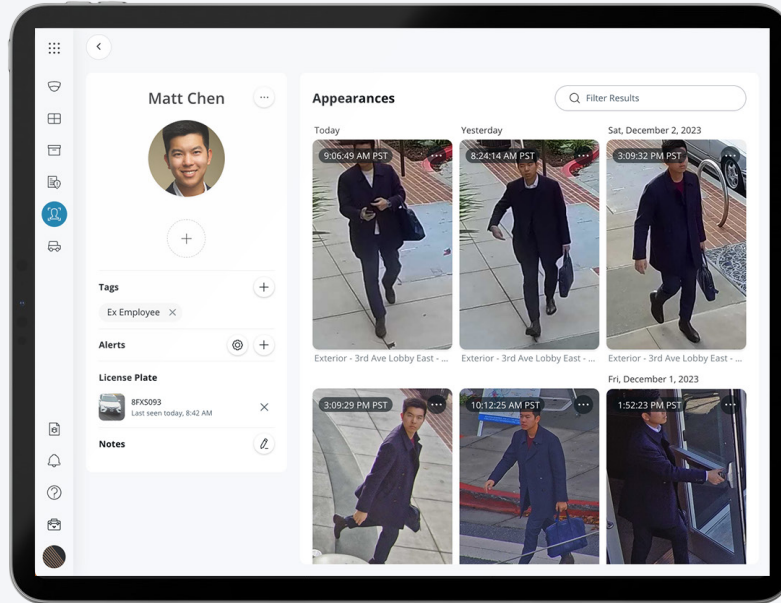 Matt Chen
Tags
Ex Employee
Alerts
License Plate
8FXS093
Last seen today, 8:42 AM
Notes
Appearances
Filter Results
Today
Yesterday
Sat, December 2, 2023
9:06:49 AM PST
8:24:14 AM PST
3:09:32 PM PST
Exterior - 3rd Ave Lobby East - ...
Exterior - 3rd Ave Lobby East - ...
Exterior - 3rd Ave Lobby East - ...
Fri, December 1, 2023
3:09:29 PM PST
10:12:25 AM PST
1:52:23 PM PST